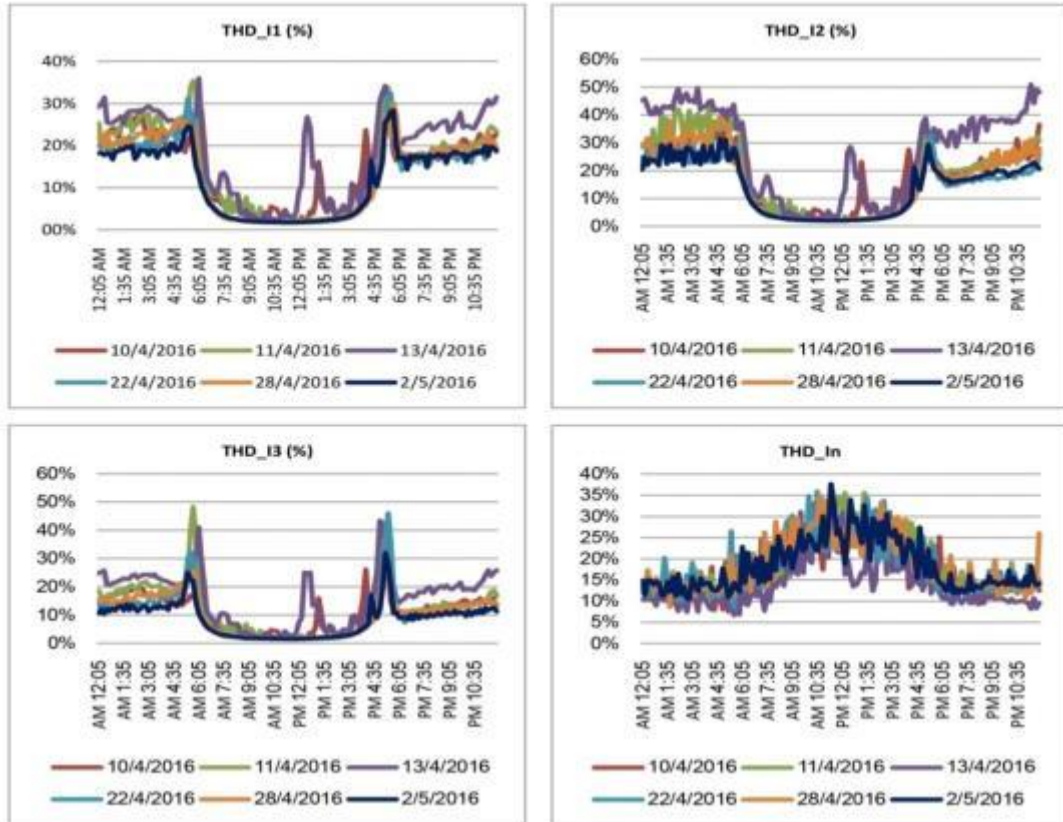 THD_I1 (%)
40%
30%
20%
10%
00%
12:05 AM
1:35 AM
3:05 AM
4:35 AM
6:05 AM
7:35 AM
9:05 AM
10:35 AM
12:05 PM
1:35 PM
3:05 PM
4:35 PM
6:05 PM
7:35 PM
9:05 PM
10:35 PM
10/4/2016 11/4/2016 13/4/2016
22/4/2016 28/4/2016 2/5/2016
THD_I2 (%)
60%
50%
40%
30%
20%
10%
0%
AM 12:05
AM 1:35
AM 3:05
AM 4:35
AM 6:05
AM 7:35
AM 9:05
AM 10:35
PM 12:05
PM 1:35
PM 3:05
PM 4:35
PM 6:05
PM 7:35
PM 9:05
PM 10:35
10/4/2016 11/4/2016 13/4/2016
22/4/2016 28/4/2016 2/5/2016
THD_I3 (%)
60%
50%
40%
30%
20%
10%
0%
AM 12:05
AM 1:35
AM 3:05
AM 4:35
AM 6:05
AM 7:35
AM 9:05
AM 10:35
PM 12:05
PM 1:35
PM 3:05
PM 4:35
PM 6:05
PM 7:35
PM 9:05
PM 10:35
10/4/2016 11/4/2016 13/4/2016
22/4/2016 28/4/2016 2/5/2016
THD_In
40%
35%
30%
25%
20%
15%
10%
5%
0%
AM 12:05
AM 1:35
AM 3:05
AM 4:35
AM 6:05
AM 7:35
AM 9:05
AM 10:35
PM 12:05
PM 1:35
PM 3:05
PM 4:35
PM 6:05
PM 7:35
PM 9:05
PM 10:35
10/4/2016 11/4/2016 13/4/2016
22/4/2016 28/4/2016 2/5/2016